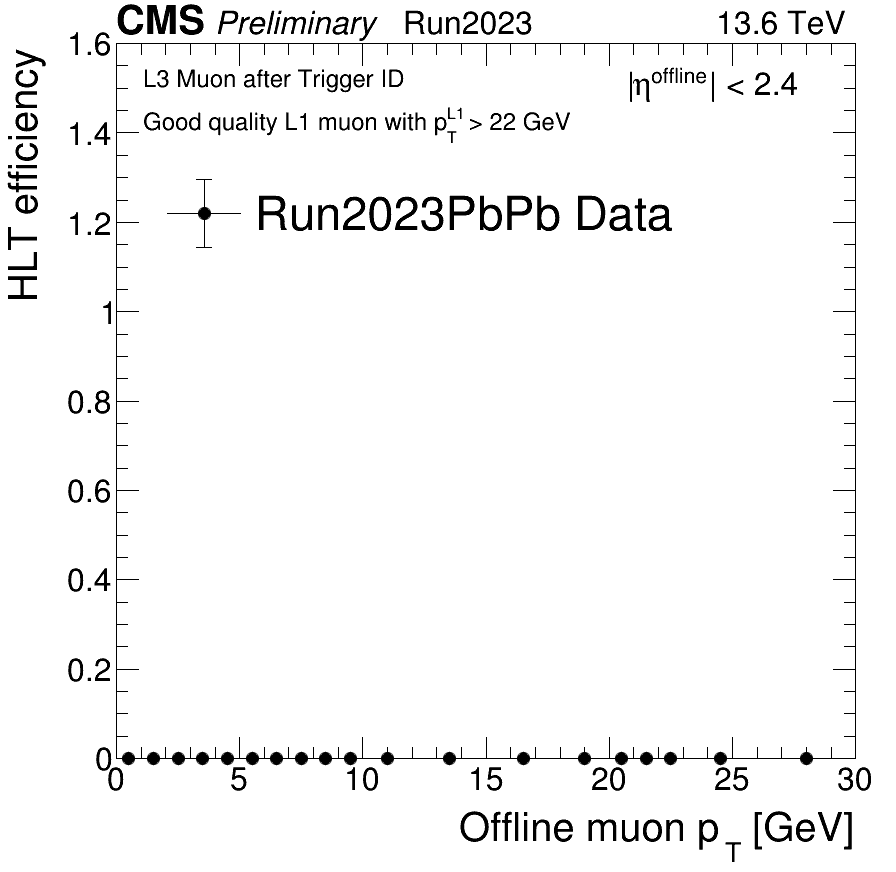 CMS Preliminary Run2023 13.6 TeV
L3 Muon after Trigger ID
|η^offline| < 2.4
Good quality L1 muon with p_T^L1 > 22 GeV
Run2023PbPb Data
HLT efficiency
1.6
1.4
1.2
1
0.8
0.6
0.4
0.2
0
0 5 10 15 20 25 30
Offline muon p_T [GeV]